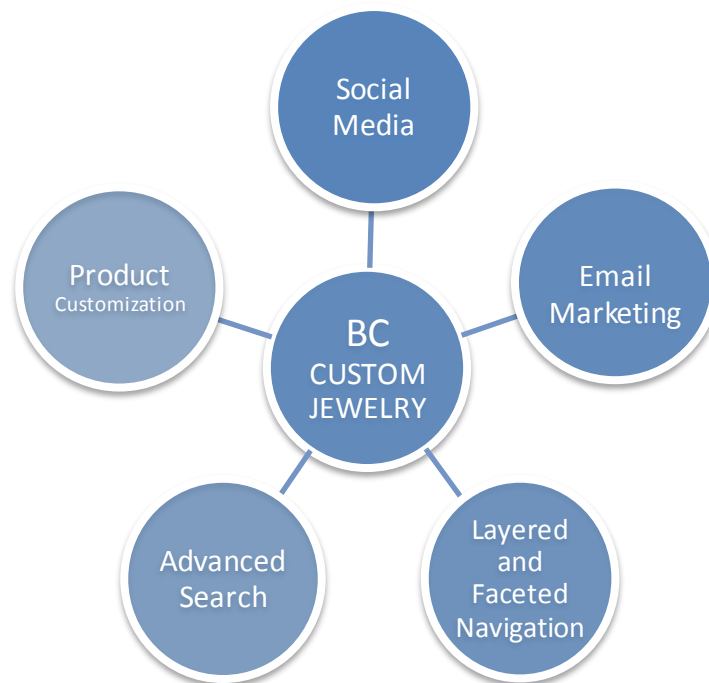 Social
Media
Email
Marketing
Layered
and
Faceted
Navigation
Advanced
Search
Product
Customization
BC
CUSTOM
JEWELRY